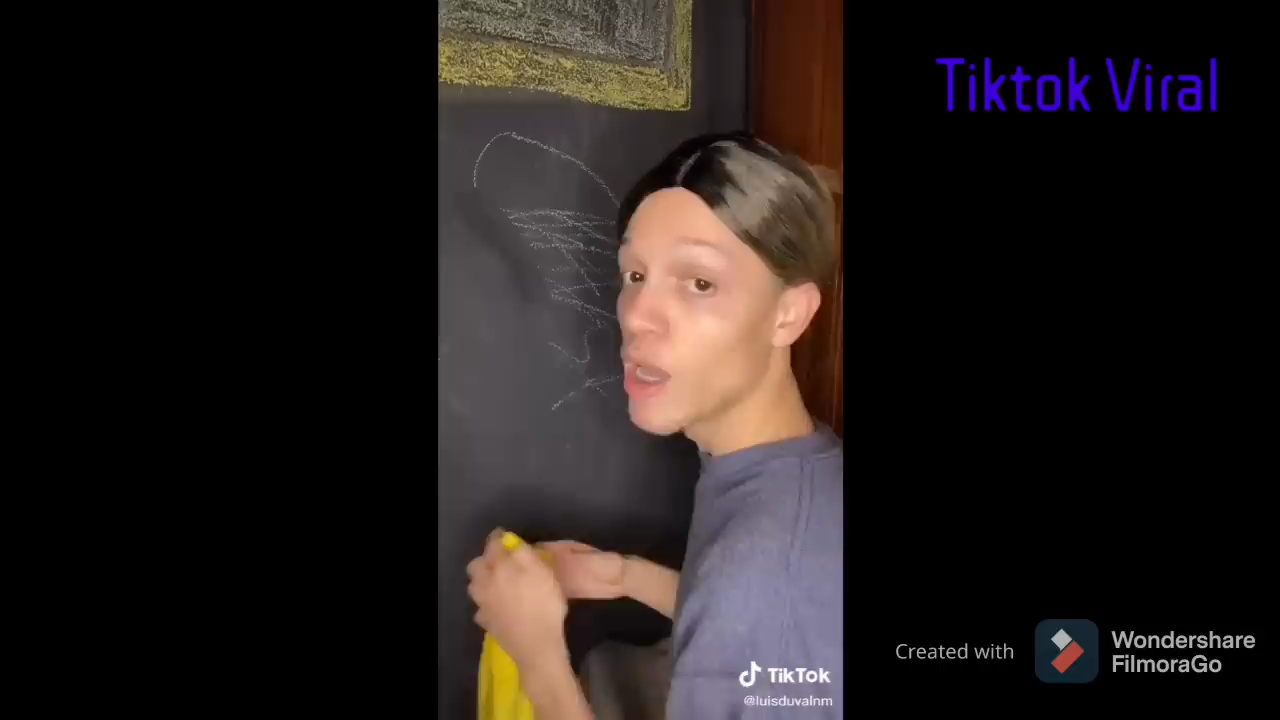 Tiktok Viral
Created with
Wondershare
FilmoraGo
TikTok
@luisduvalnm